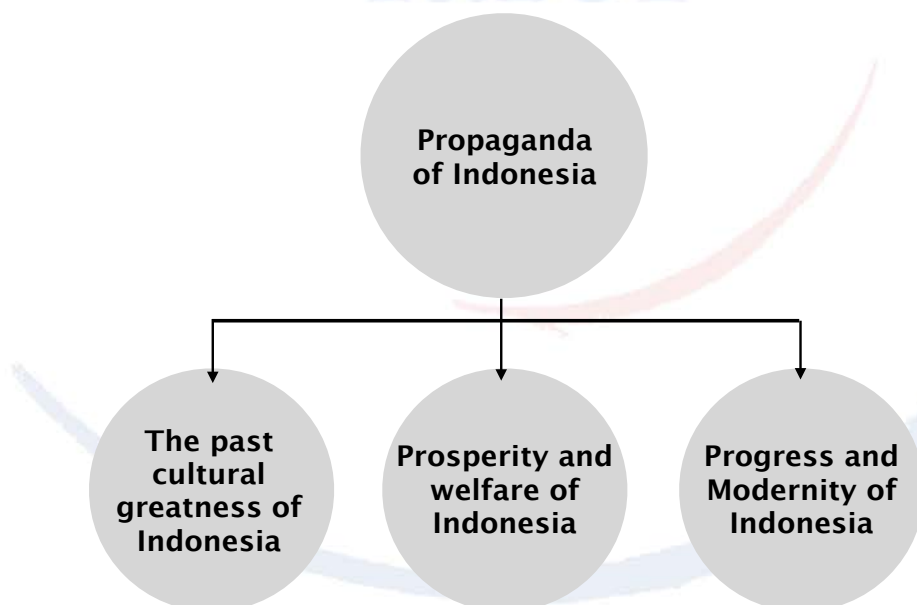 Propaganda
of Indonesia
The past
cultural
greatness of
Indonesia
Prosperity and
welfare of
Indonesia
Progress and
Modernity of
Indonesia